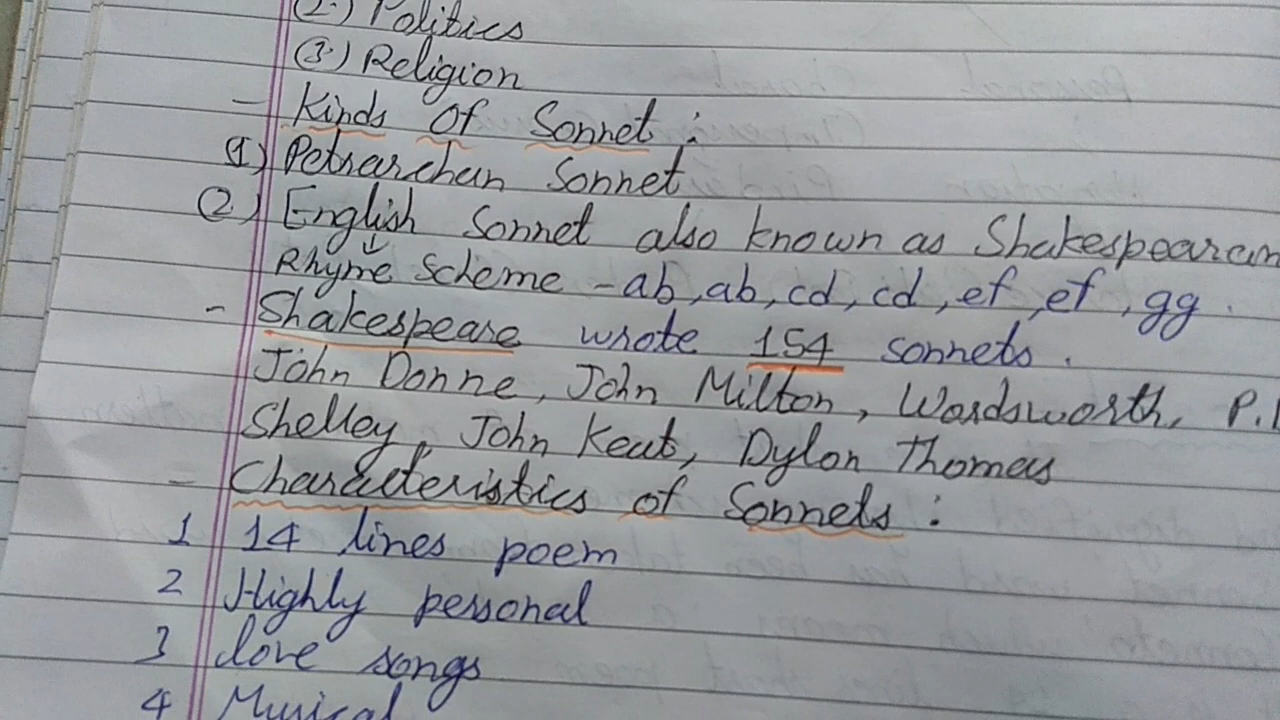 (2.) Politics
(3.) Religion
- Kinds Of Sonnet :
(1) Petrarchan Sonnet
(2) English Sonnet also known as Shakespearean
Rhyme Scheme - ab, ab, cd, cd, ef, ef, gg.
- Shakespeare wrote 154 sonnets.
John Donne, John Milton, Wordsworth, P.
Shelley, John Keats, Dylon Thomas
- Characteristics of Sonnets :
1 14 lines poem
2 Highly personal
3 love songs
4 Musical